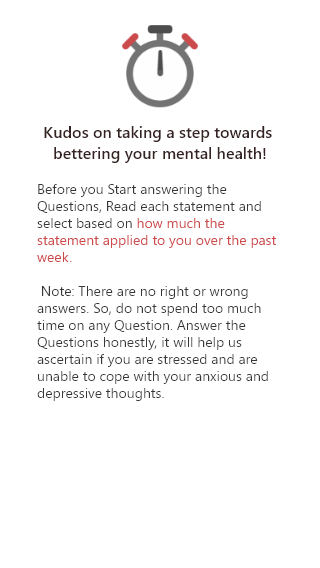 Kudos on taking a step towards
bettering your mental health!
Before you Start answering the
Questions, Read each statement and
select based on how much the
statement applied to you over the past
week.
Note: There are no right or wrong
answers. So, do not spend too much
time on any Question. Answer the
Questions honestly, it will help us
ascertain if you are stressed and are
unable to cope with your anxious and
depressive thoughts.